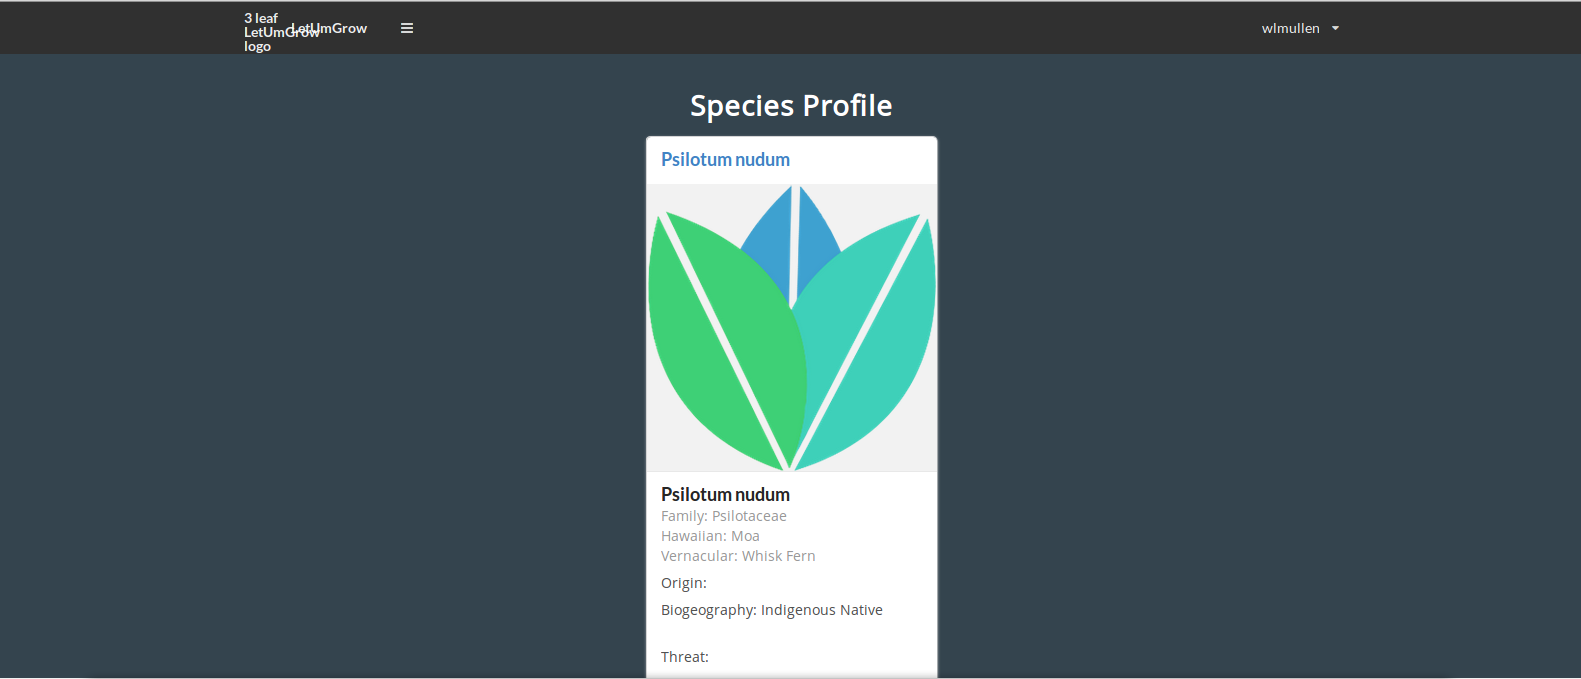 3 leaf
LetUmGrow
logo
LetUmGrow
wlmullen
Species Profile
Psilotum nudum
Psilotum nudum
Family: Psilotaceae
Hawaiian: Moa
Vernacular: Whisk Fern
Origin:
Biogeography: Indigenous Native
Threat: